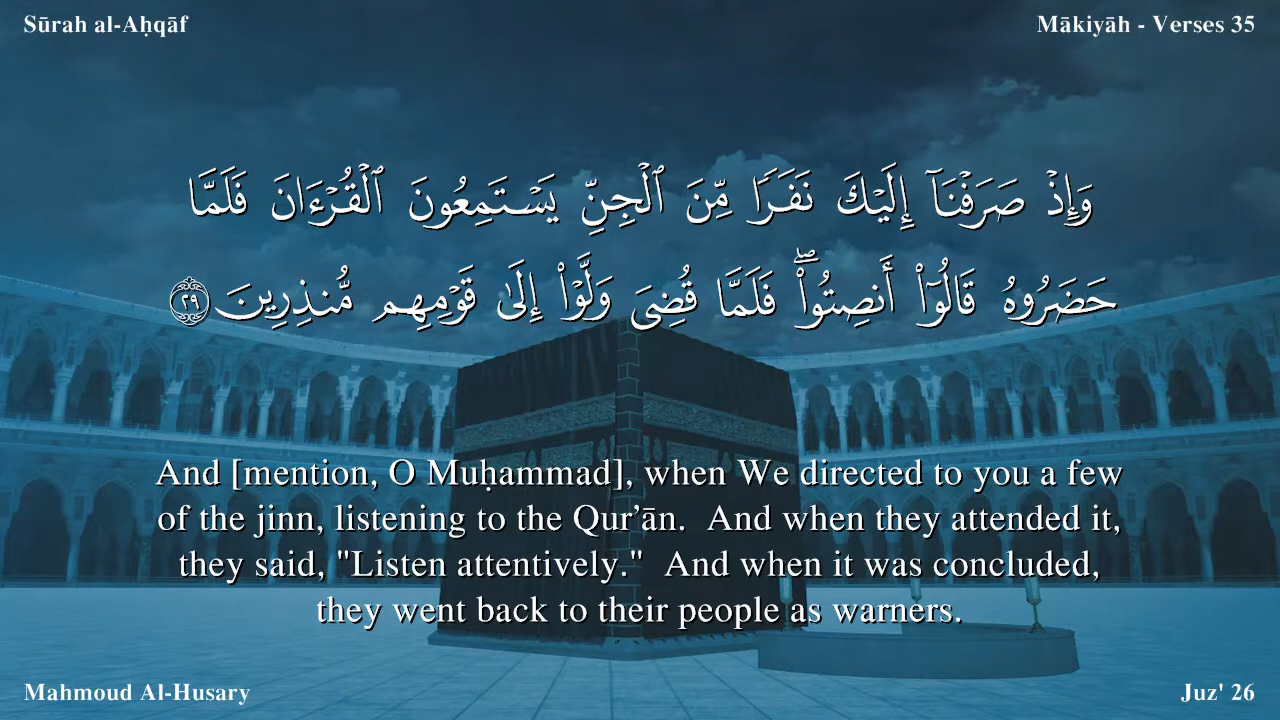 Sūrah al-Aḥqāf
Mākiyāh - Verses 35
وَإِذۡ صَرَفۡنَآ إِلَيۡكَ نَفَرٗا مِّنَ ٱلۡجِنِّ يَسۡتَمِعُونَ ٱلۡقُرۡءَانَ فَلَمَّا
حَضَرُوهُ قَالُوٓاْ أَنصِتُواْۖ فَلَمَّا قُضِيَ وَلَّوۡاْ إِلَىٰ قَوۡمِهِم مُّنذِرِينَ ٢٩
And [mention, O Muḥammad], when We directed to you a few
of the jinn, listening to the Qur’ān.  And when they attended it,
they said, "Listen attentively."   And when it was concluded,
they went back to their people as warners.
Mahmoud Al-Husary
Juz' 26